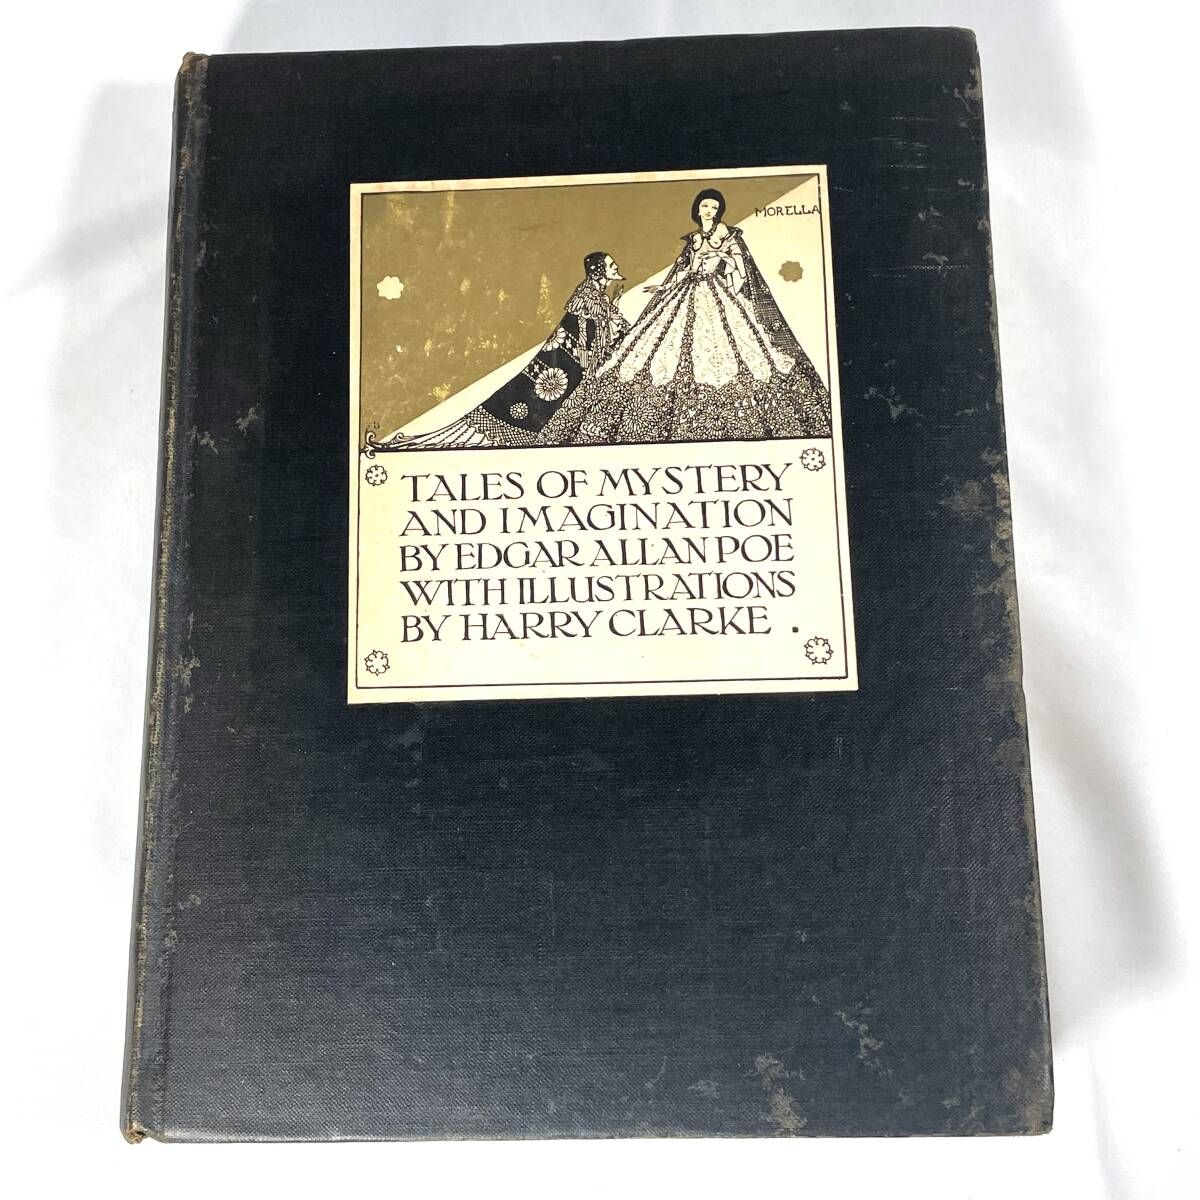 MORELLA
TALES OF MYSTERY
AND IMAGINATION
BY EDGAR ALLAN POE
WITH ILLUSTRATIONS
BY HARRY CLARKE .